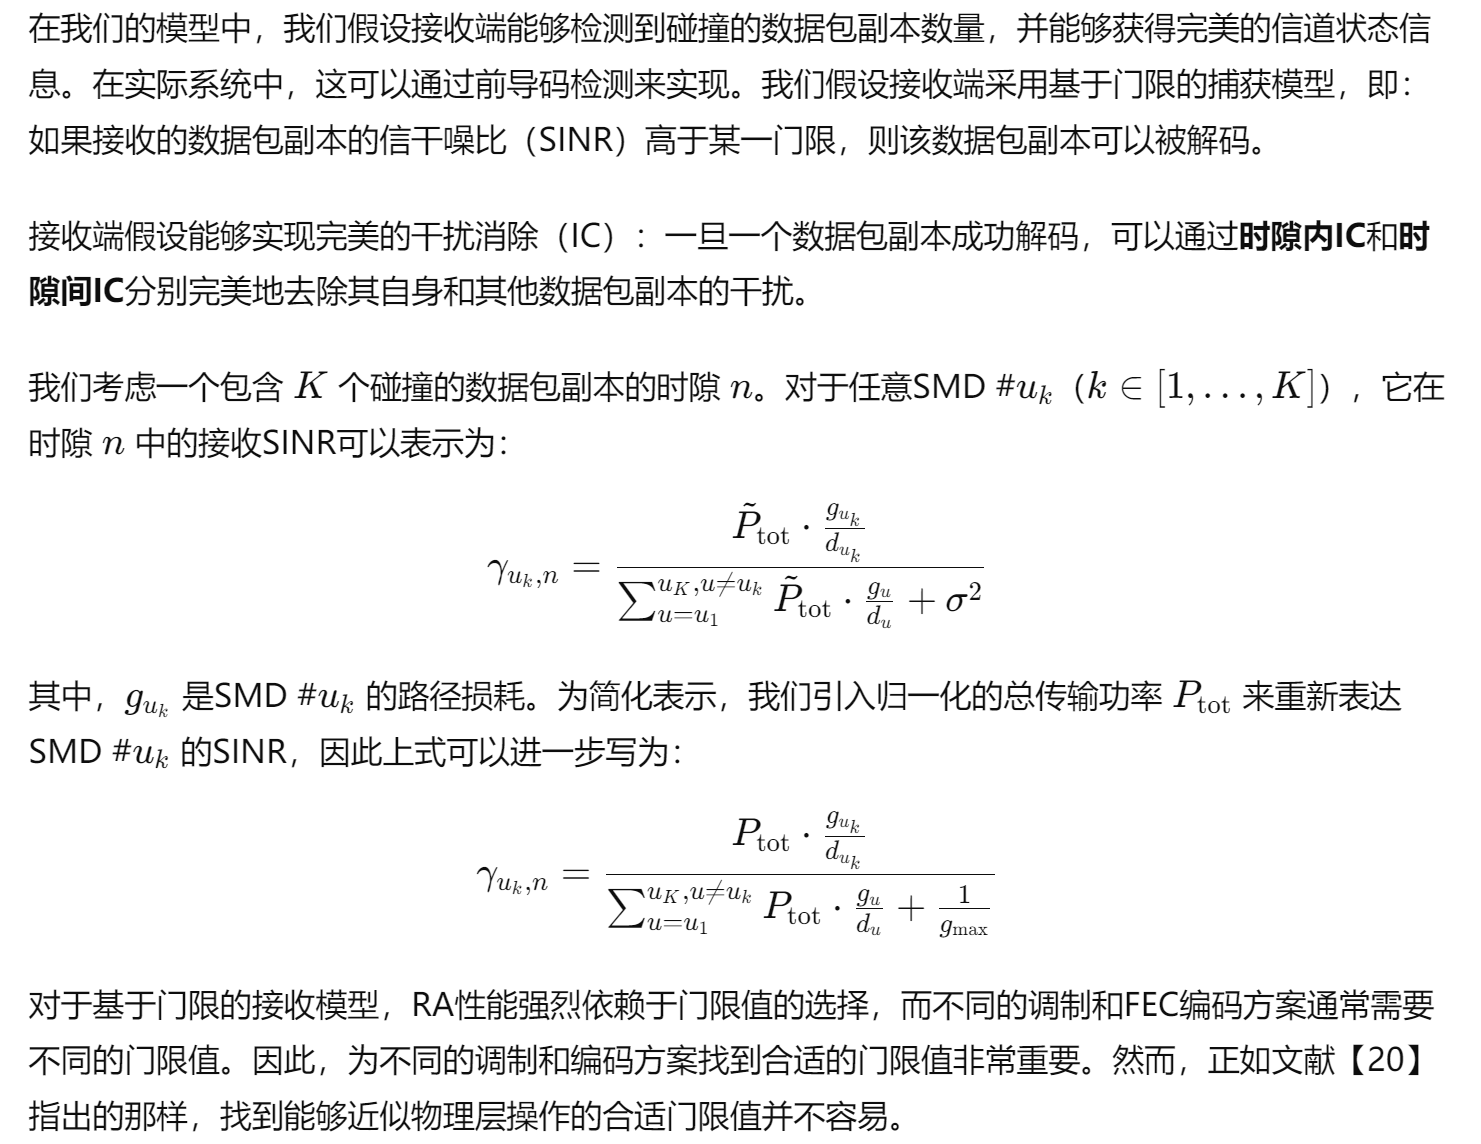 在我们的模型中，我们假设接收端能够检测到碰撞的数据包副本数量，并能够获得完美的信道状态信
息。在实际系统中，这可以通过前导码检测来实现。我们假设接收端采用基于门限的捕获模型，即：
如果接收的数据包副本的信干噪比（SINR）高于某一门限，则该数据包副本可以被解码。
接收端假设能够实现完美的干扰消除（IC）：一旦一个数据包副本成功解码，可以通过时隙内IC和时
隙间IC分别完美地去除其自身和其他数据包副本的干扰。
我们考虑一个包含 $K$ 个碰撞的数据包副本的时隙 $n$。对于任意SMD #$u_k$（$k \in [1, \ldots, K]$），它在
时隙 $n$ 中的接收SINR可以表示为：
$$\gamma_{u_k,n} = \frac{\tilde{P}_{\text{tot}} \cdot \frac{g_{u_k}}{d_{u_k}}}{\sum_{u=u_1}^{u_K, u \neq u_k} \tilde{P}_{\text{tot}} \cdot \frac{g_u}{d_u} + \sigma^2}$$
其中，$g_{u_k}$ 是SMD #$u_k$ 的路径损耗。为简化表示，我们引入归一化的总传输功率 $P_{\text{tot}}$ 来重新表达
SMD #$u_k$ 的SINR，因此上式可以进一步写为：
$$\gamma_{u_k,n} = \frac{P_{\text{tot}} \cdot \frac{g_{u_k}}{d_{u_k}}}{\sum_{u=u_1}^{u_K, u \neq u_k} P_{\text{tot}} \cdot \frac{g_u}{d_u} + \frac{1}{g_{\text{max}}}}$$
对于基于门限的接收模型，RA性能强烈依赖于门限值的选择，而不同的调制和FEC编码方案通常需要
不同的门限值。因此，为不同的调制和编码方案找到合适的门限值非常重要。然而，正如文献【20】
指出的那样，找到能够近似物理层操作的合适门限值并不容易。